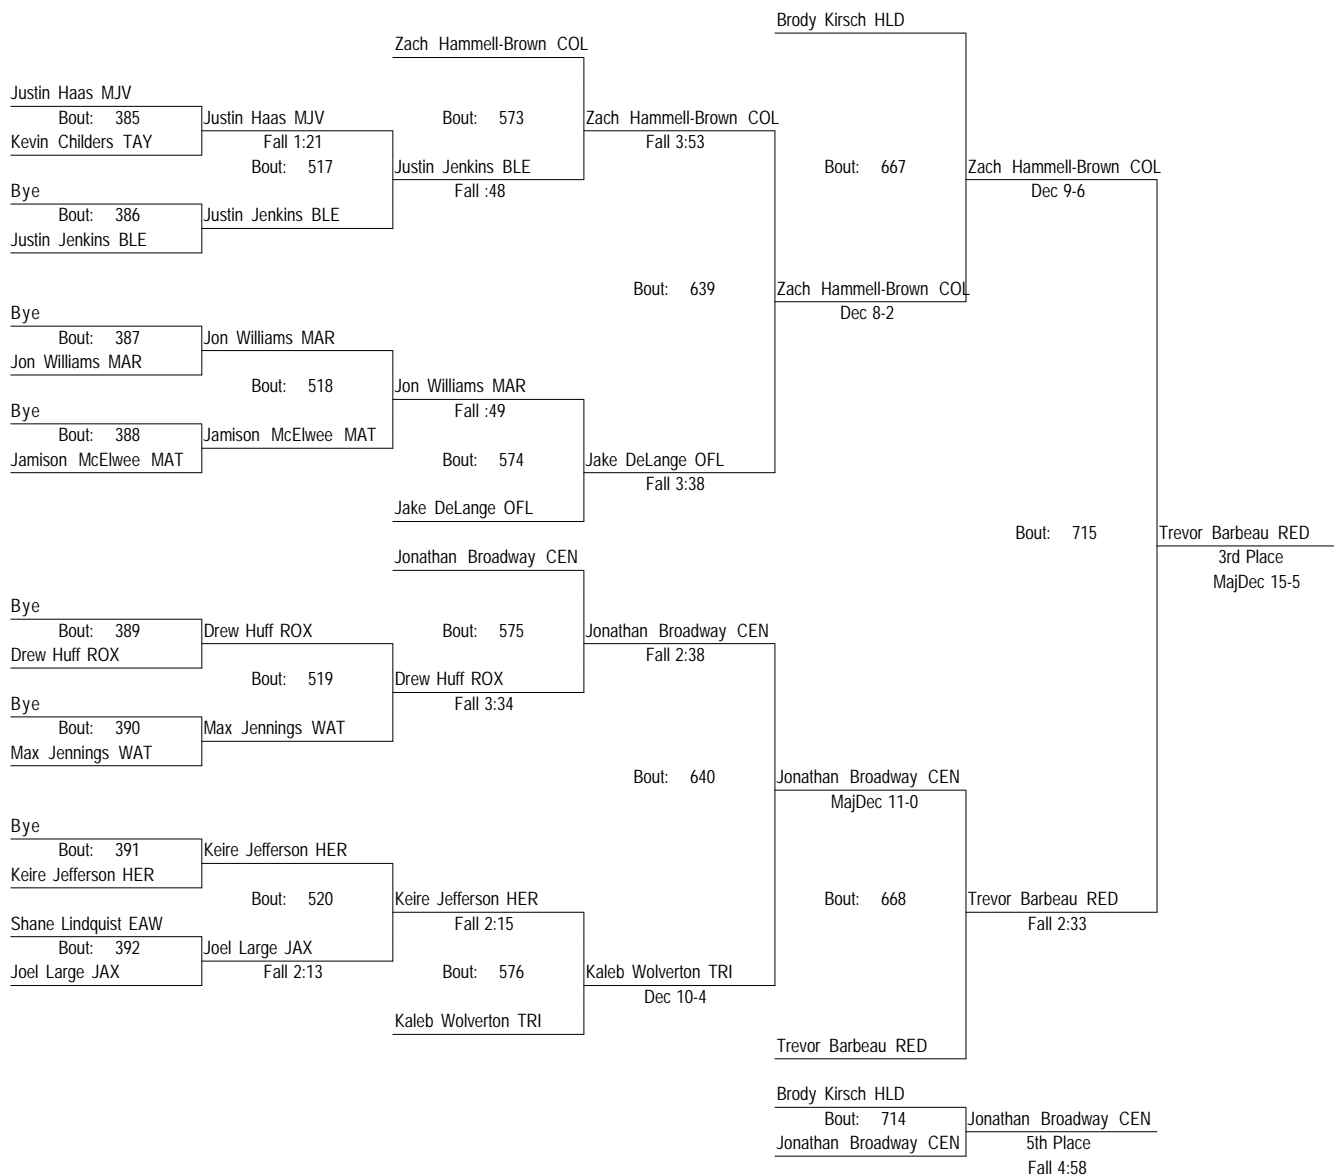 Brody Kirsch HLD
Zach Hammell-Brown COL
Justin Haas MJV
Bout: 385
Justin Haas MJV
Bout: 573
Zach Hammell-Brown COL
Kevin Childers TAY
Fall 1:21
Fall 3:53
Bout: 517
Justin Jenkins BLE
Bout: 667
Zach Hammell-Brown COL
Bye
Fall :48
Dec 9-6
Bout: 386
Justin Jenkins BLE
Justin Jenkins BLE
Bout: 639
Zach Hammell-Brown COL
Bye
Dec 8-2
Bout: 387
Jon Williams MAR
Jon Williams MAR
Bout: 518
Jon Williams MAR
Bye
Fall :49
Bout: 388
Jamison McElwee MAT
Jamison McElwee MAT
Bout: 574
Jake DeLange OFL
Fall 3:38
Jake DeLange OFL
Bout: 715
Trevor Barbeau RED
Jonathan Broadway CEN
3rd Place
MajDec 15-5
Bye
Bout: 389
Drew Huff ROX
Bout: 575
Jonathan Broadway CEN
Drew Huff ROX
Fall 2:38
Bout: 519
Drew Huff ROX
Bye
Fall 3:34
Bout: 390
Max Jennings WAT
Max Jennings WAT
Bout: 640
Jonathan Broadway CEN
MajDec 11-0
Bye
Bout: 391
Keire Jefferson HER
Keire Jefferson HER
Bout: 520
Keire Jefferson HER
Bout: 668
Trevor Barbeau RED
Shane Lindquist EAW
Fall 2:15
Fall 2:33
Bout: 392
Joel Large JAX
Joel Large JAX
Fall 2:13
Bout: 576
Kaleb Wolverton TRI
Dec 10-4
Kaleb Wolverton TRI
Trevor Barbeau RED
Brody Kirsch HLD
Bout: 714
Jonathan Broadway CEN
Jonathan Broadway CEN
5th Place
Fall 4:58